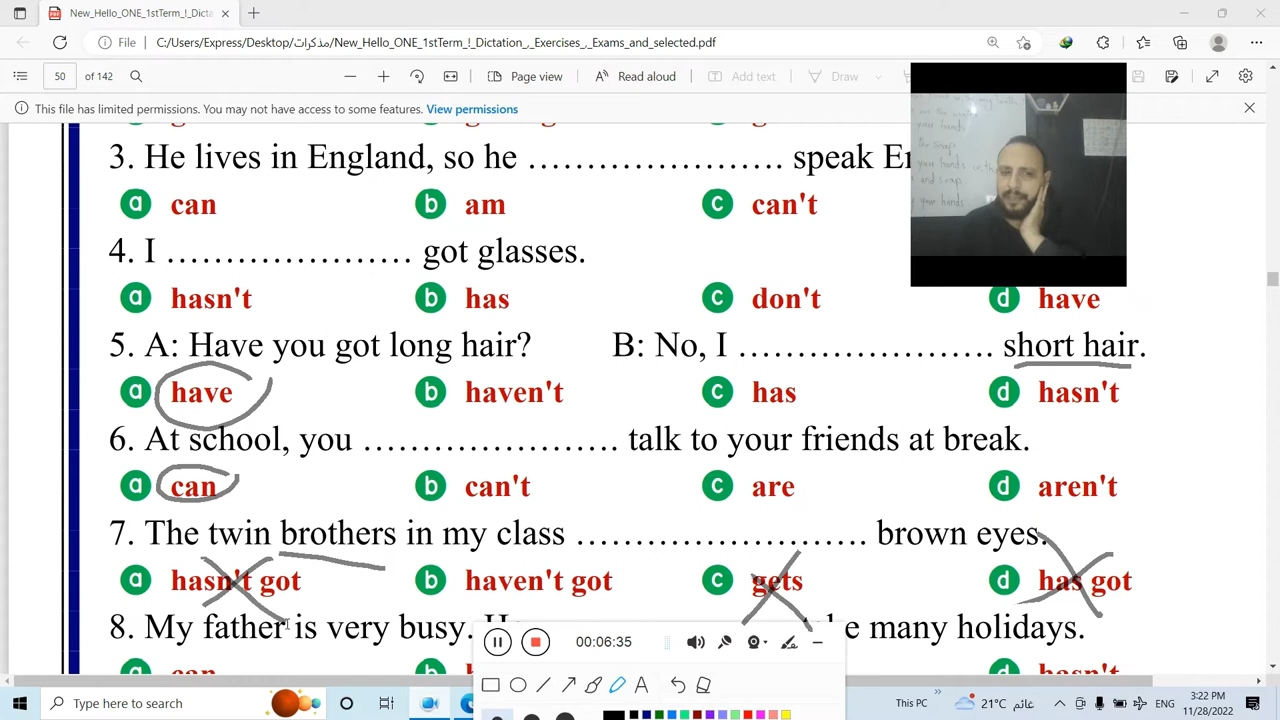 New_Hello_ONE_1stTerm_!_Dictation
File
C:/Users/Express/Desktop/مذكرات/New_Hello_ONE_1stTerm_!_Dictation_,_Exercises_,_Exams_and_selected.pdf
50 of 142
Page view
Read aloud
Add text
Draw
This file has limited permissions. You may not have access to some features. View permissions
3. He lives in England, so he …………………. speak
a can b am c can't
4. I …………………. got glasses.
a hasn't b has c don't d have
5. A: Have you got long hair? B: No, I …………………. short hair.
a have b haven't c has d hasn't
6. At school, you …………………. talk to your friends at break.
a can b can't c are d aren't
7. The twin brothers in my class …………………. brown eyes.
a hasn't got b haven't got c gets d has got
8. My father is very busy. He many holidays.
00:06:35
Type here to search
This PC
21°C غائم
ENG
3:22 PM
11/28/2022